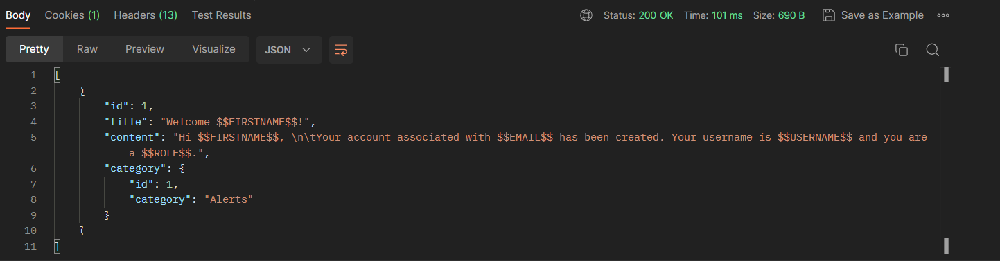 Body Cookies (1) Headers (13) Test Results Status: 200 OK Time: 101 ms Size: 690 B Save as Example
Pretty Raw Preview Visualize JSON
1 [
2 {
3 "id": 1,
4 "title": "Welcome $$FIRSTNAME$$!",
5 "content": "Hi $$FIRSTNAME$$, \n\tYour account associated with $$EMAIL$$ has been created. Your username is $$USERNAME$$ and you are
a $$ROLE$$.",
6 "category": {
7 "id": 1,
8 "category": "Alerts"
9 }
10 }
11 ]